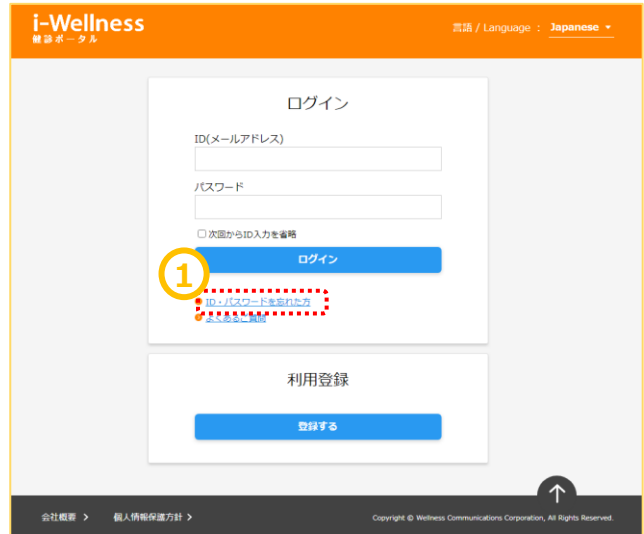 i-Wellness
健診ポータル
言語 / Language : Japanese
ログイン
ID(メールアドレス)
パスワード
次回からID入力を省略
ログイン
1
ID・パスワードを忘れた方
よくあるご質問
利用登録
登録する
会社概要
個人情報保護方針
Copyright © Wellness Communications Corporation, All Rights Reserved.